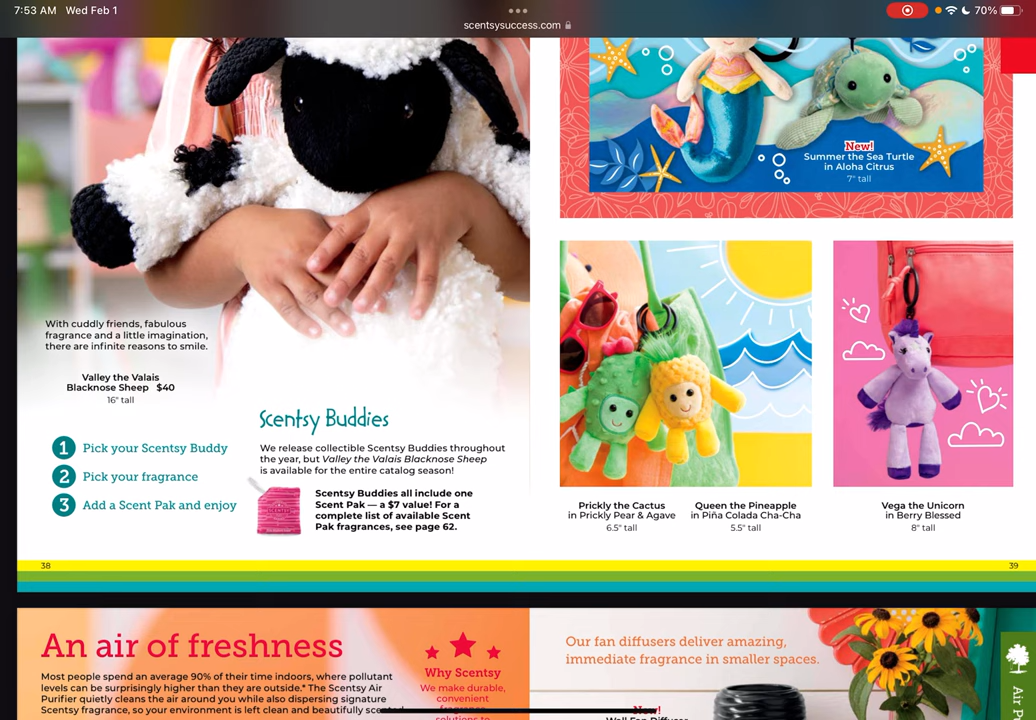 7:53 AM Wed Feb 1
70%
scentsysuccess.com
New!
Summer the Sea Turtle
in Aloha Citrus
7" tall
With cuddly friends, fabulous
fragrance and a little imagination,
there are infinite reasons to smile.
Valley the Valais
Blacknose Sheep $40
16" tall
1 Pick your Scentsy Buddy
2 Pick your fragrance
3 Add a Scent Pak and enjoy
Scentsy Buddies
We release collectible Scentsy Buddies throughout
the year, but Valley the Valais Blacknose Sheep
is available for the entire catalog season!
Scentsy Buddies all include one
Scent Pak — a $7 value! For a
complete list of available Scent
Pak fragrances, see page 62.
Prickly the Cactus
in Prickly Pear & Agave
6.5" tall
Queen the Pineapple
in Piña Colada Cha-Cha
5.5" tall
Vega the Unicorn
in Berry Blessed
8" tall
38
39
An air of freshness
Most people spend an average 90% of their time indoors, where pollutant
levels can be surprisingly higher than they are outside.* The Scentsy Air
Purifier quietly cleans the air around you while also dispersing signature
Scentsy fragrance, so your environment is left clean and beautifully scented
Why Scentsy
We make durable,
convenient
fragrance
solutions to
Our fan diffusers deliver amazing,
immediate fragrance in smaller spaces.
New!
Wall Fan Diffuser
Air P